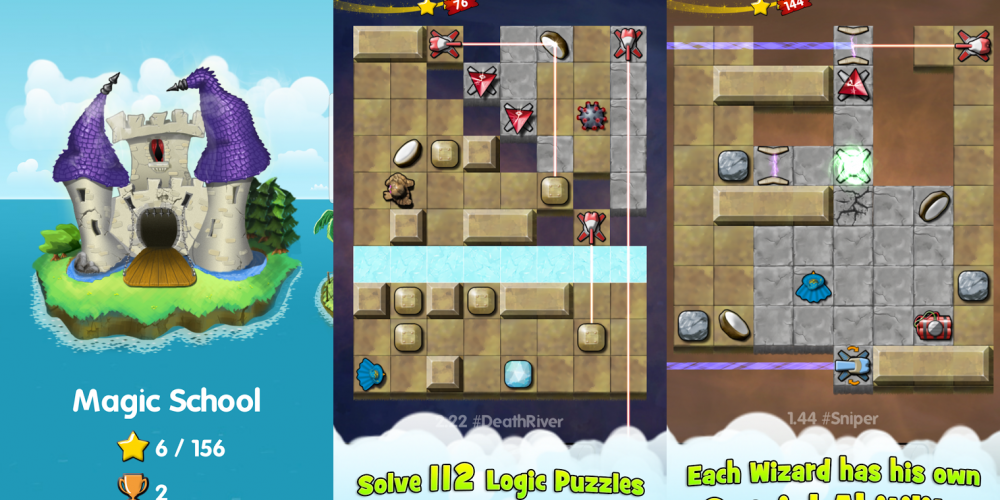 Magic School
6 / 156
2
76
2.22 #DeathRiver
Solve 112 Logic Puzzles
144
1.44 #Sniper
Each Wizard has his own